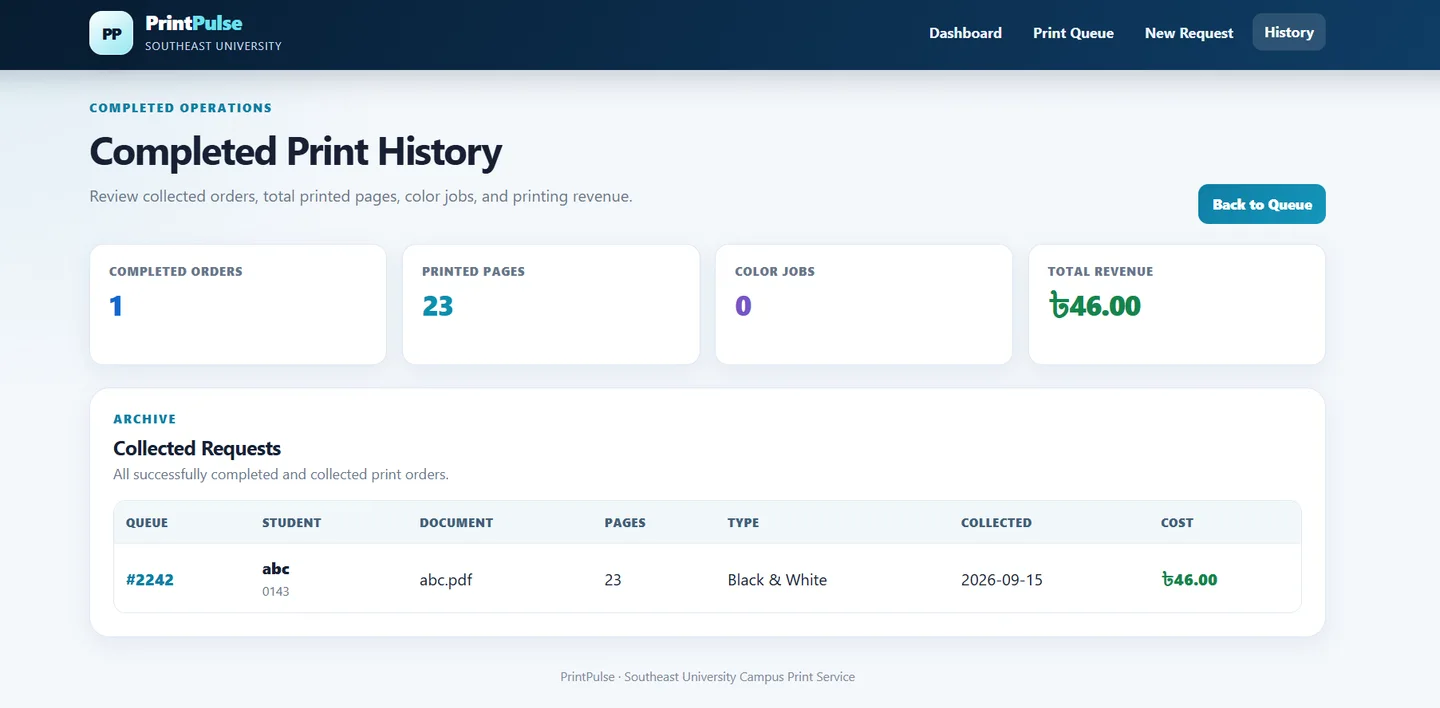 PP
PrintPulse
SOUTHEAST UNIVERSITY
Dashboard Print Queue New Request History
COMPLETED OPERATIONS
Completed Print History
Review collected orders, total printed pages, color jobs, and printing revenue.
Back to Queue
COMPLETED ORDERS PRINTED PAGES COLOR JOBS TOTAL REVENUE
1 23 0 ৳46.00
ARCHIVE
Collected Requests
All successfully completed and collected print orders.
QUEUE STUDENT DOCUMENT PAGES TYPE COLLECTED COST
#2242 abc abc.pdf 23 Black & White 2026-09-15 ৳46.00
0143
PrintPulse · Southeast University Campus Print Service